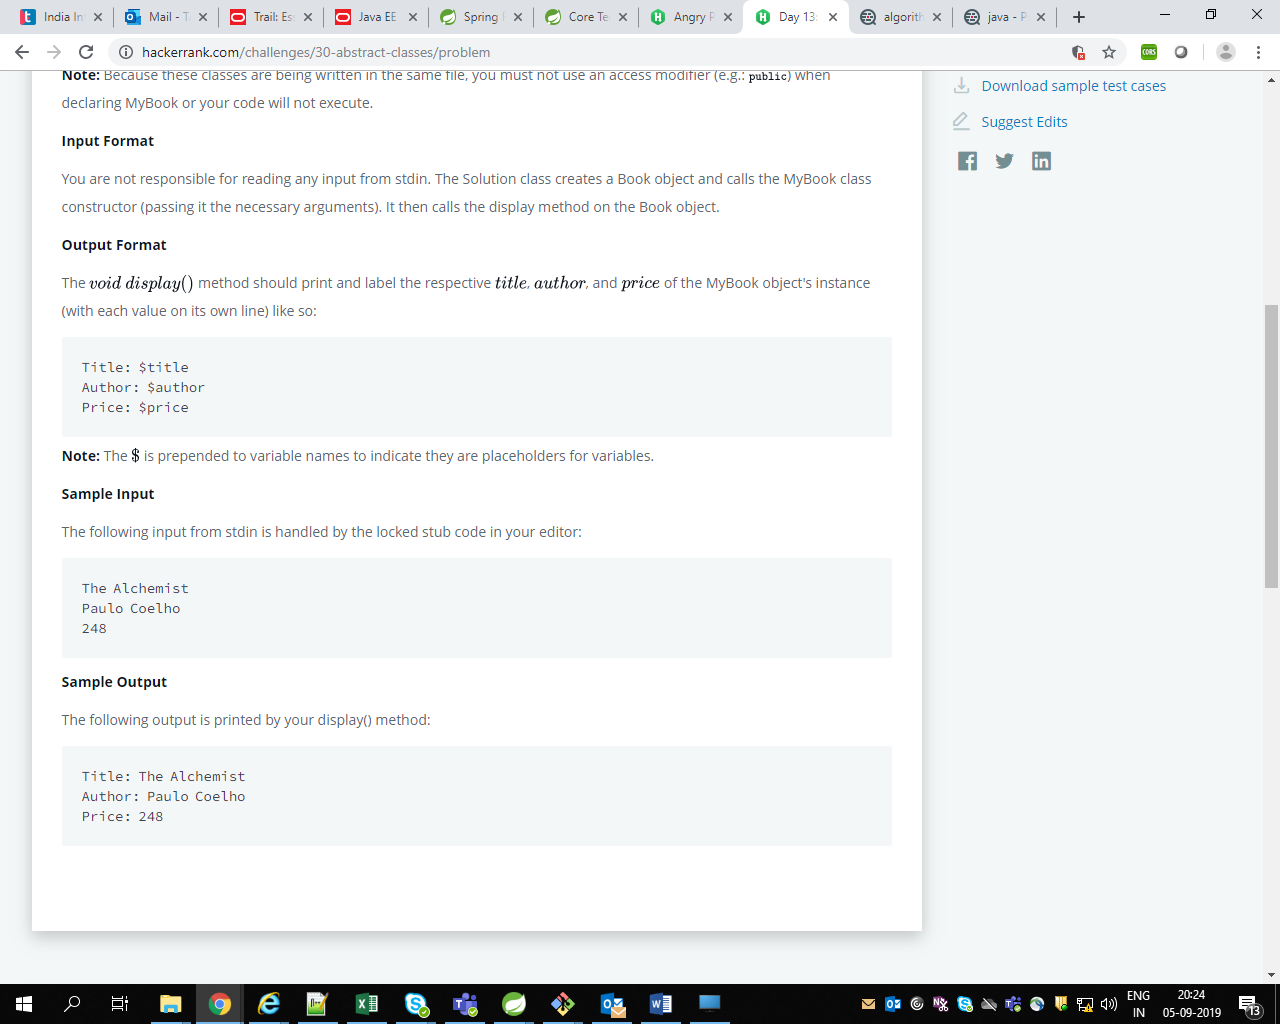 India In
Mail - T
Trail: Es
Java EE
Spring
Core Te
Angry P
Day 13:
algorith
java - P
hackerrank.com/challenges/30-abstract-classes/problem
CORS
Note: Because these classes are being written in the same file, you must not use an access modifier (e.g.: public) when
declaring MyBook or your code will not execute.
Input Format
You are not responsible for reading any input from stdin. The Solution class creates a Book object and calls the MyBook class
constructor (passing it the necessary arguments). It then calls the display method on the Book object.
Output Format
The void display() method should print and label the respective title, author, and price of the MyBook object's instance
(with each value on its own line) like so:
Title: $title
Author: $author
Price: $price
Note: The $ is prepended to variable names to indicate they are placeholders for variables.
Sample Input
The following input from stdin is handled by the locked stub code in your editor:
The Alchemist
Paulo Coelho
248
Sample Output
The following output is printed by your display() method:
Title: The Alchemist
Author: Paulo Coelho
Price: 248
Download sample test cases
Suggest Edits
ENG
IN
20:24
05-09-2019
13